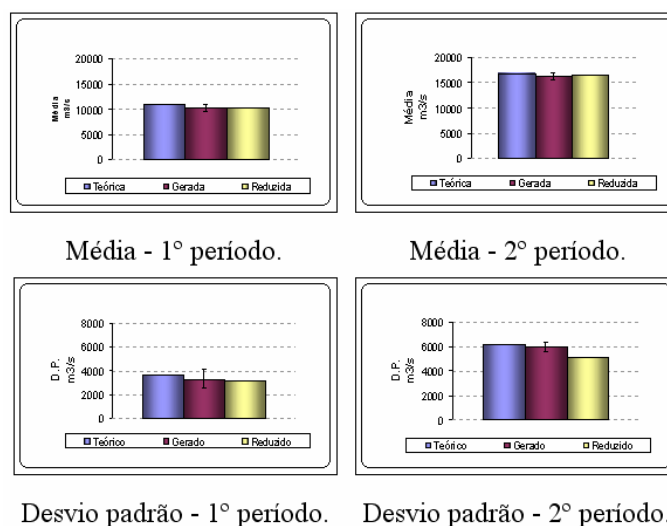 20000
15000
10000
5000
0
Média
m3/s
Teórica Gerada Reduzida
20000
15000
10000
5000
0
Média
m3/s
Teórica Gerada Reduzida
Média - 1° período.
Média - 2° período.
8000
6000
4000
2000
0
D.P.
m3/s
Teórico Gerado Reduzido
8000
6000
4000
2000
0
D.P.
m3/s
Teórico Gerado Reduzido
Desvio padrão - 1° período.
Desvio padrão - 2° período.